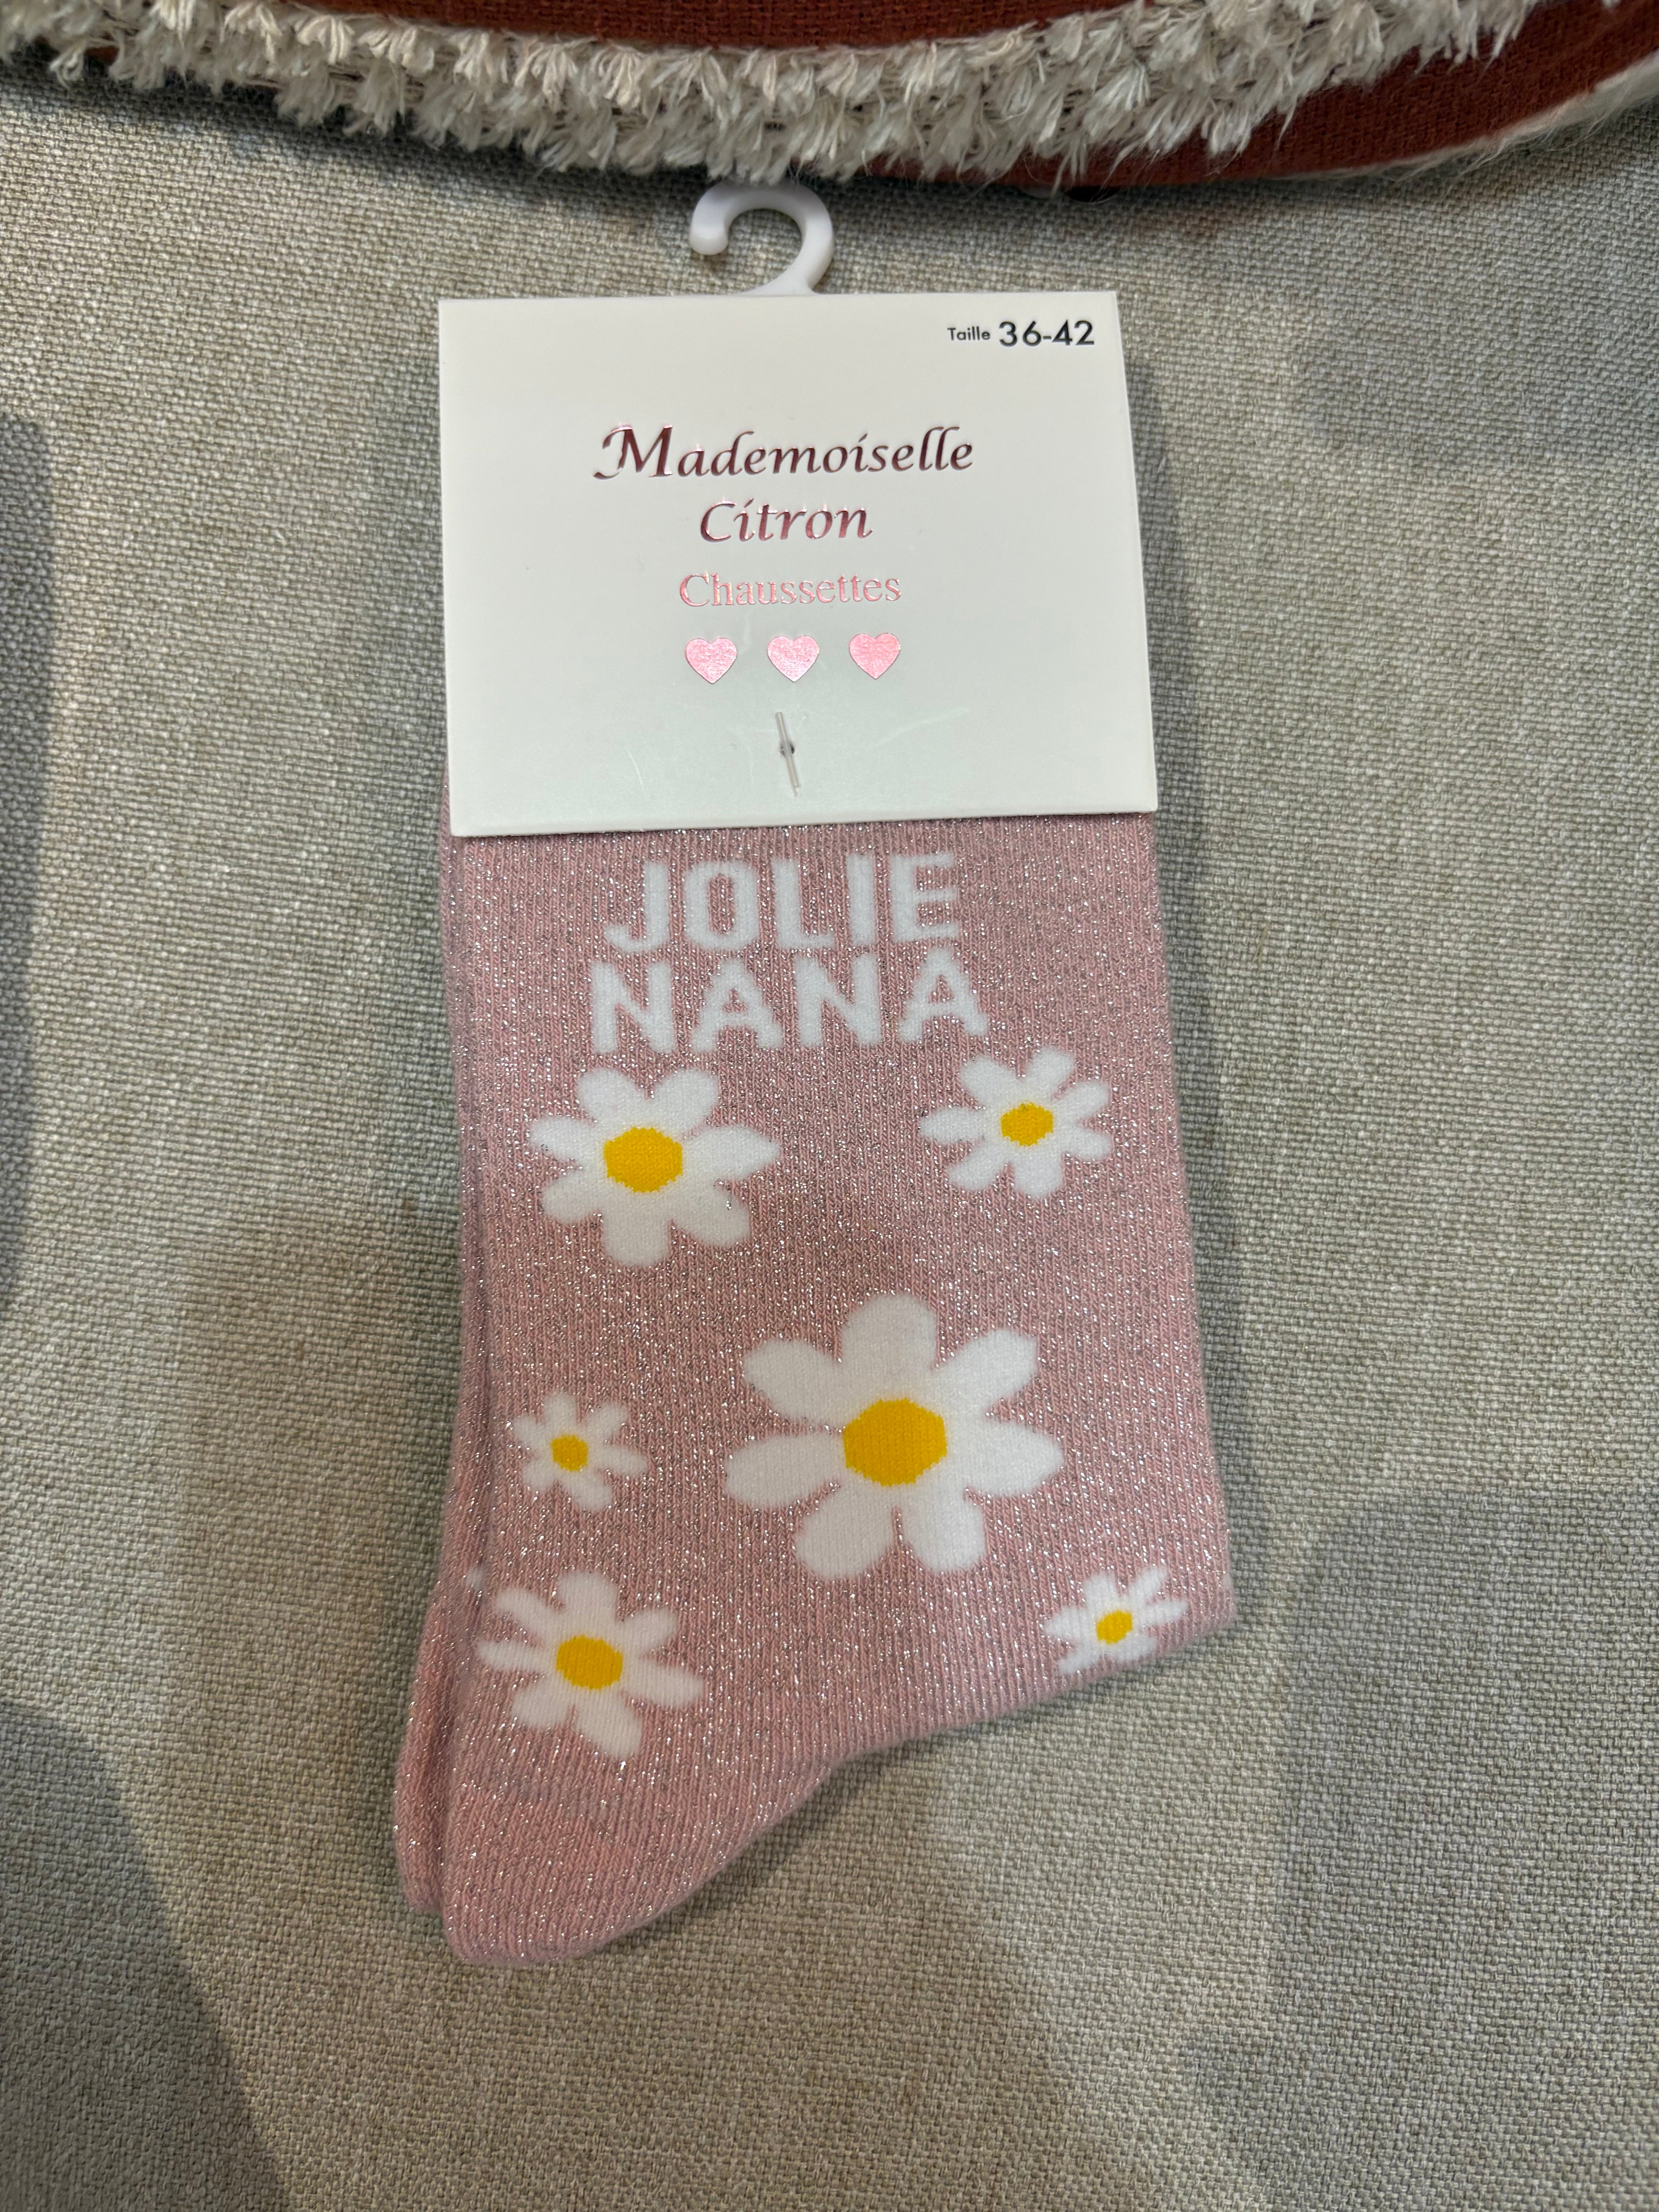 Taille 36-42
Mademoiselle
Citron
Chaussettes
JOLIE
NANA